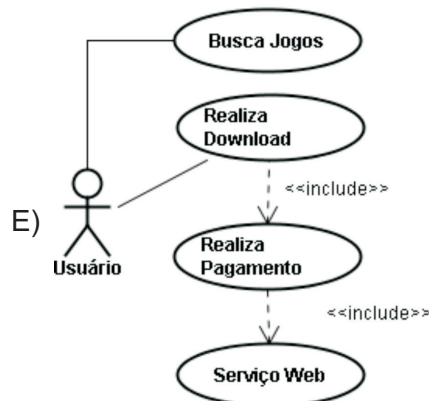 Busca Jogos
Realiza
Download
<<include>>
E)
Usuário
Realiza
Pagamento
<<include>>
Serviço Web